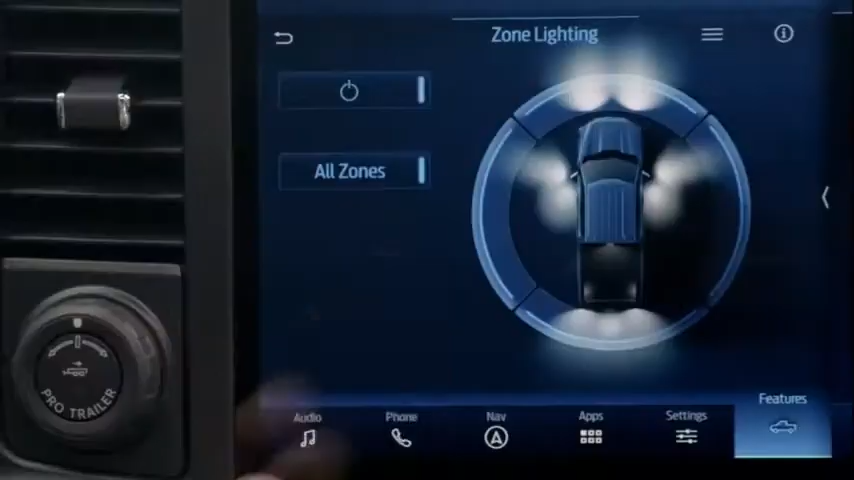 Zone Lighting
All Zones
PRO TRAILER
Audio
Phone
Nav
Apps
Settings
Features